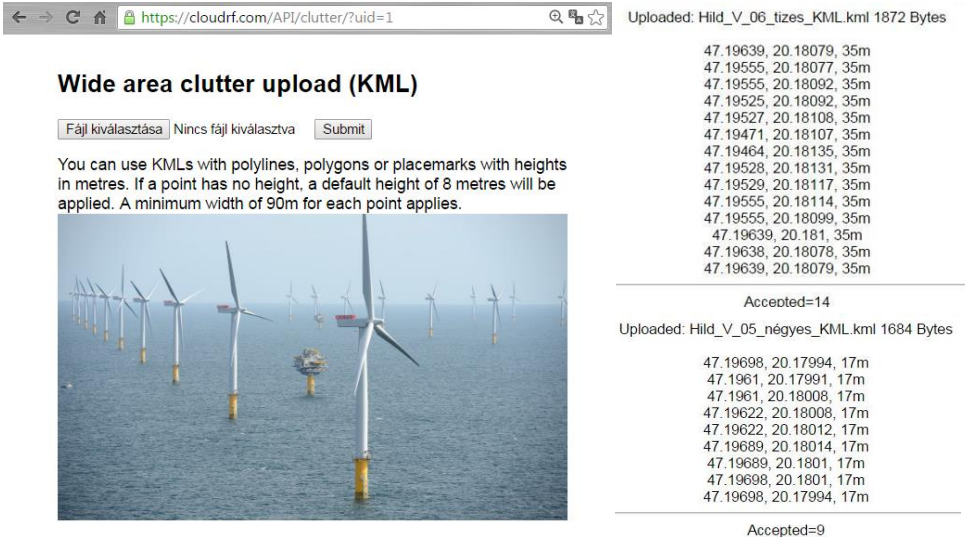 https://cloudrf.com/API/clutter/?uid=1
Wide area clutter upload (KML)
Fájl kiválasztása Nincs fájl kiválasztva Submit
You can use KMLs with polylines, polygons or placemarks with heights
in metres. If a point has no height, a default height of 8 metres will be
applied. A minimum width of 90m for each point applies.
Uploaded: Hild_V_06_tizes_KML.kml 1872 Bytes
47.19639, 20.18079, 35m
47.19555, 20.18077, 35m
47.19555, 20.18092, 35m
47.19525, 20.18092, 35m
47.19527, 20.18108, 35m
47.19471, 20.18107, 35m
47.19464, 20.18135, 35m
47.19528, 20.18131, 35m
47.19529, 20.18117, 35m
47.19555, 20.18114, 35m
47.19555, 20.18099, 35m
47.19639, 20.181, 35m
47.19638, 20.18078, 35m
47.19639, 20.18079, 35m
Accepted=14
Uploaded: Hild_V_05_négyes_KML.kml 1684 Bytes
47.19698, 20.17994, 17m
47.1961, 20.17991, 17m
47.1961, 20.18008, 17m
47.19622, 20.18008, 17m
47.19622, 20.18012, 17m
47.19689, 20.18014, 17m
47.19689, 20.1801, 17m
47.19698, 20.1801, 17m
47.19698, 20.17994, 17m
Accepted=9